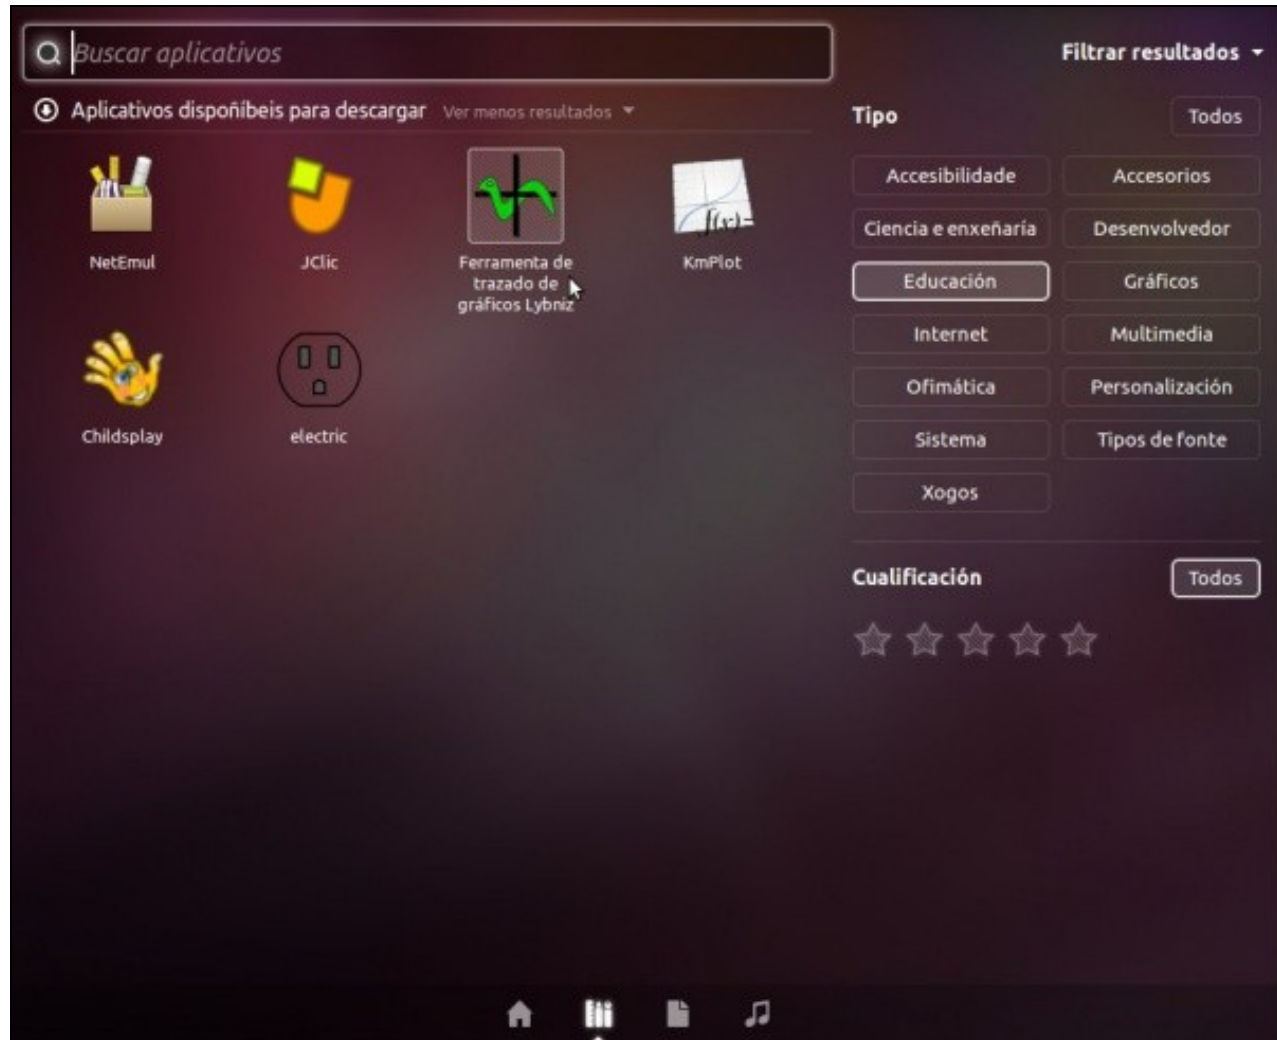 Buscar aplicativos
Filtrar resultados
Aplicativos dispoñíbeis para descargar Ver menos resultados
NetEmul
JClic
Ferramenta de
trazado de
gráficos Lybniz
KmPlot
f(x)=
Childsplay
electric
Tipo Todos
Accesibilidade Accesorios
Ciencia e enxeñaría Desenvolvedor
Educación Gráficos
Internet Multimedia
Ofimática Personalización
Sistema Tipos de fonte
Xogos
Cualificación Todos